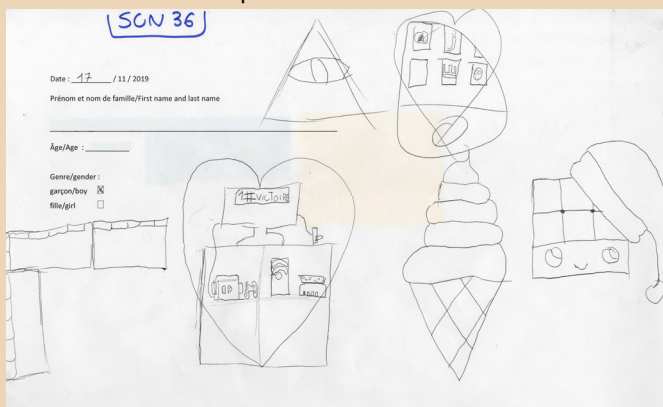 SCN 36
Date : 17 / 11 / 2019
Prénom et nom de famille/First name and last name
Âge/Age :
Genre/gender :
garçon/boy
fille/girl
1#VICTOIRE